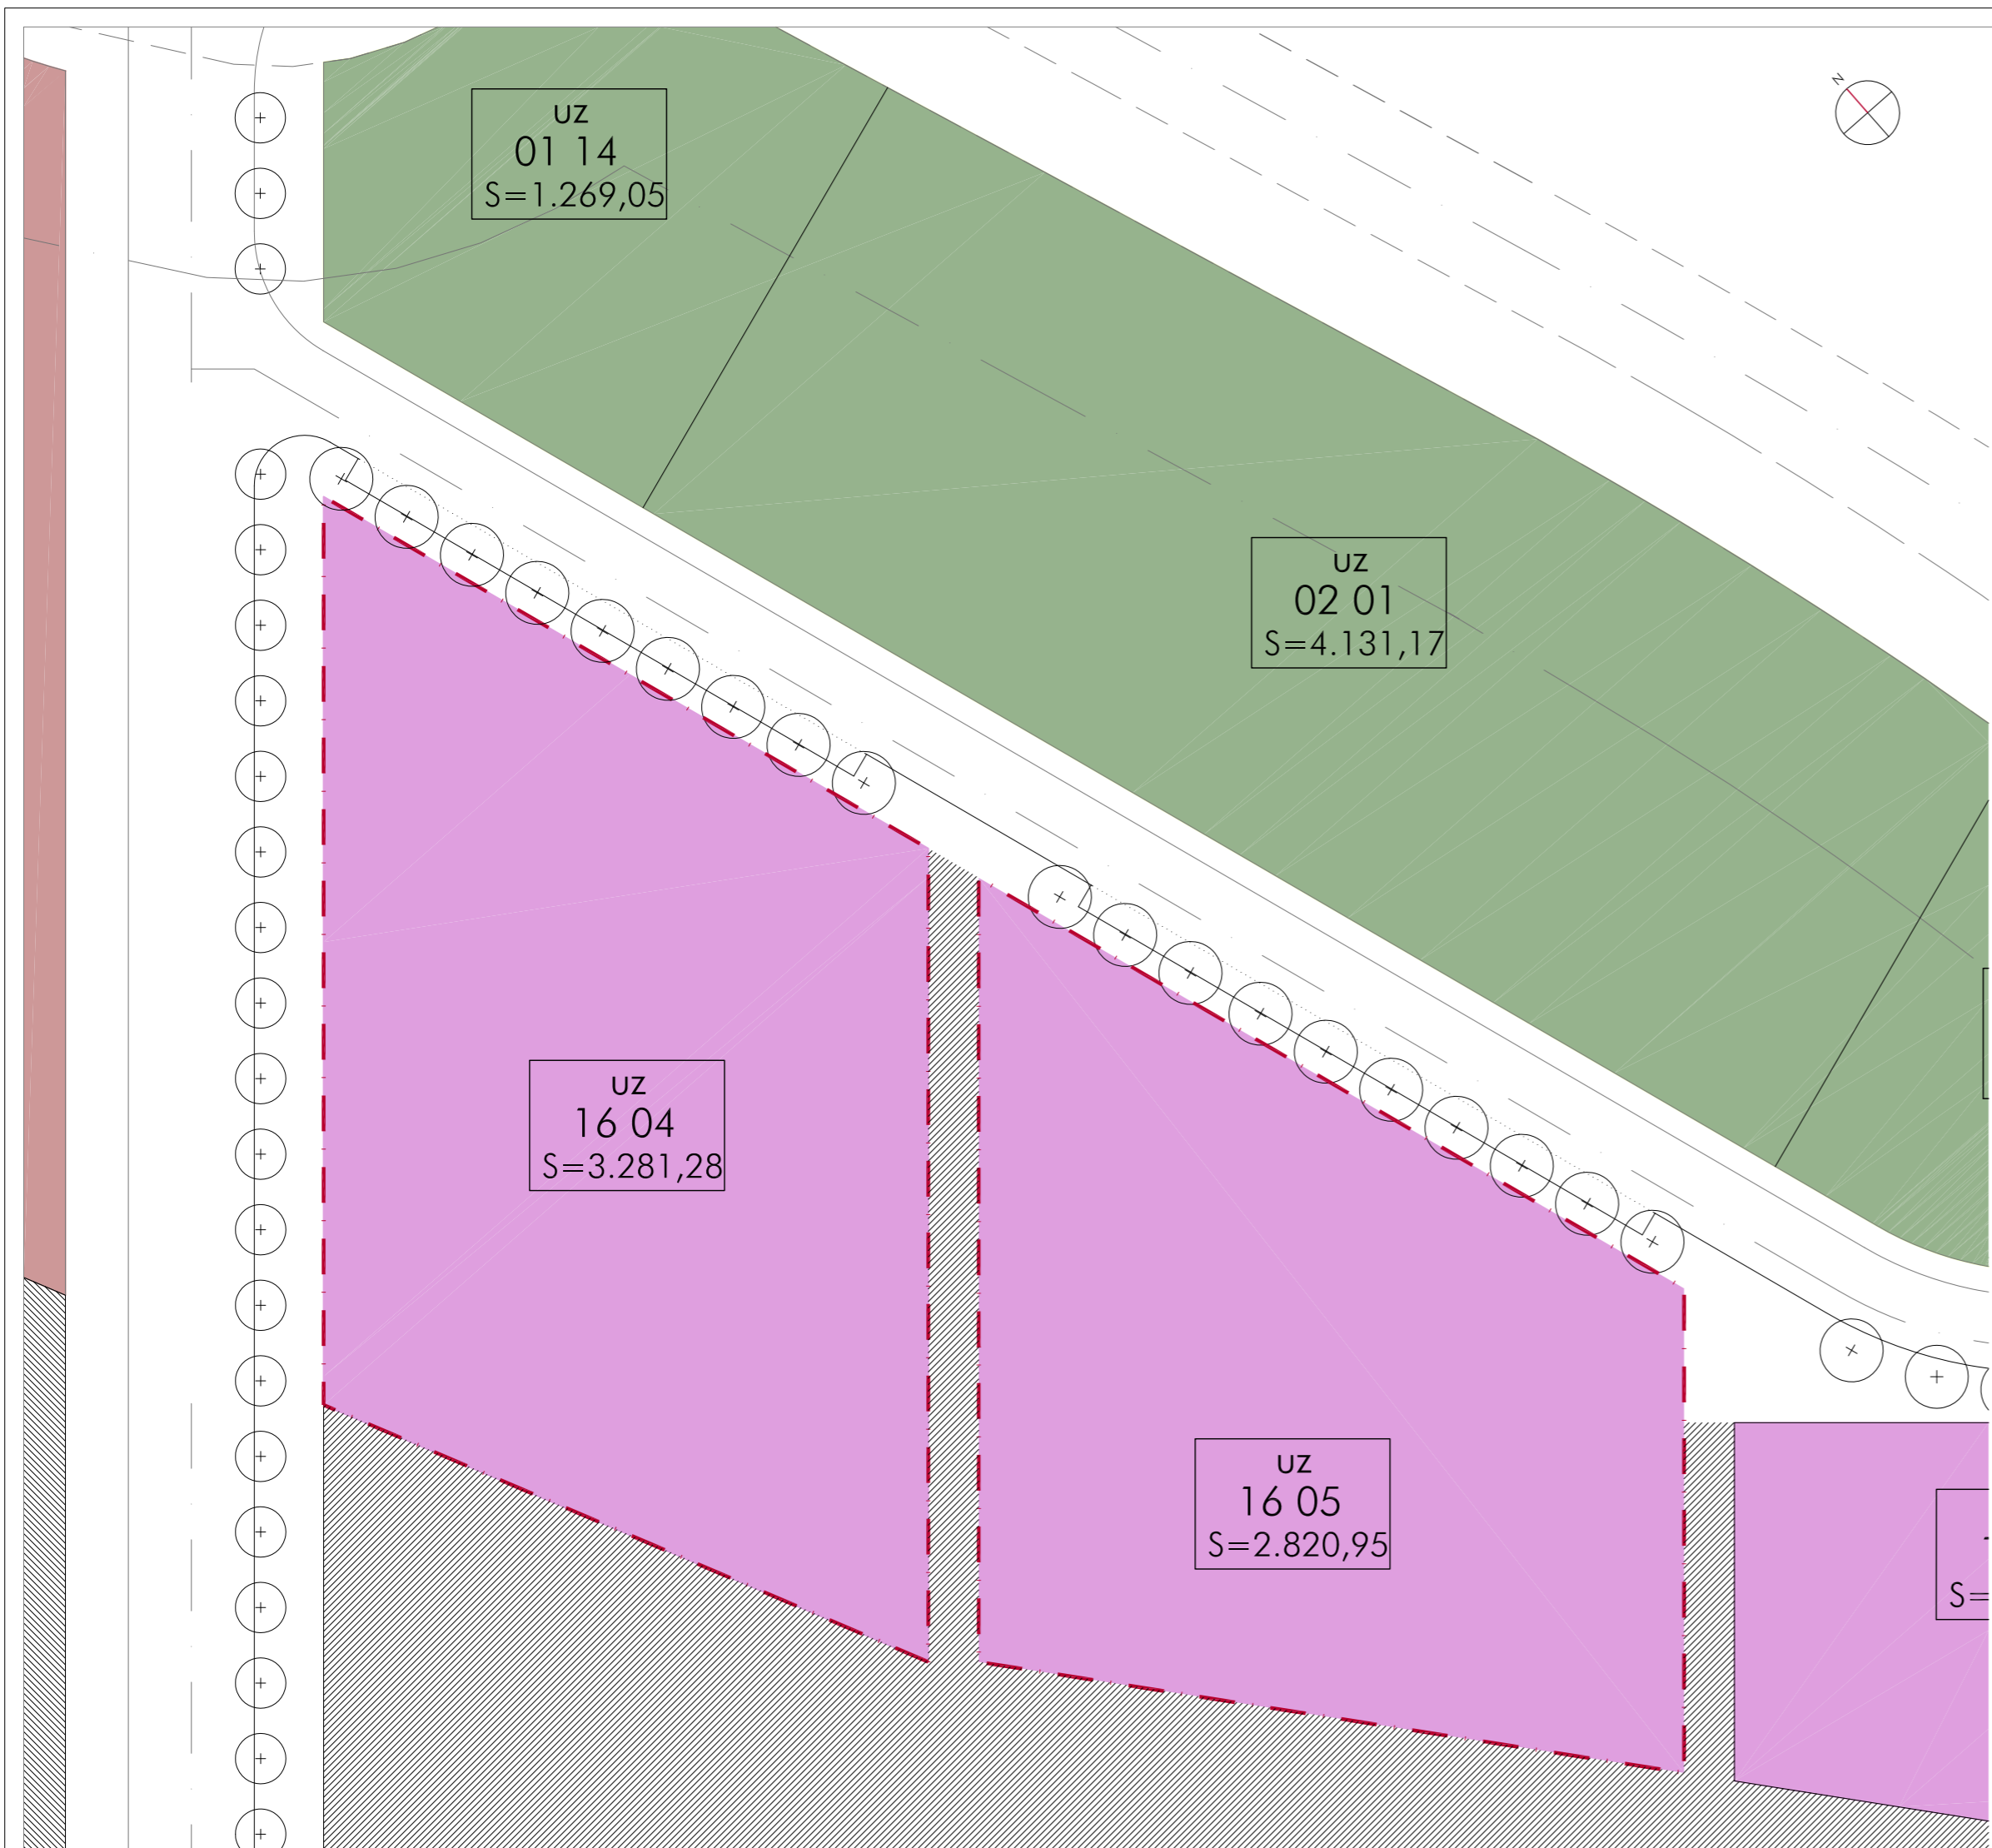 N
UZ
01 14
S=1.269,05
UZ
02 01
S=4.131,17
UZ
16 04
S=3.281,28
UZ
16 05
S=2.820,95
S=